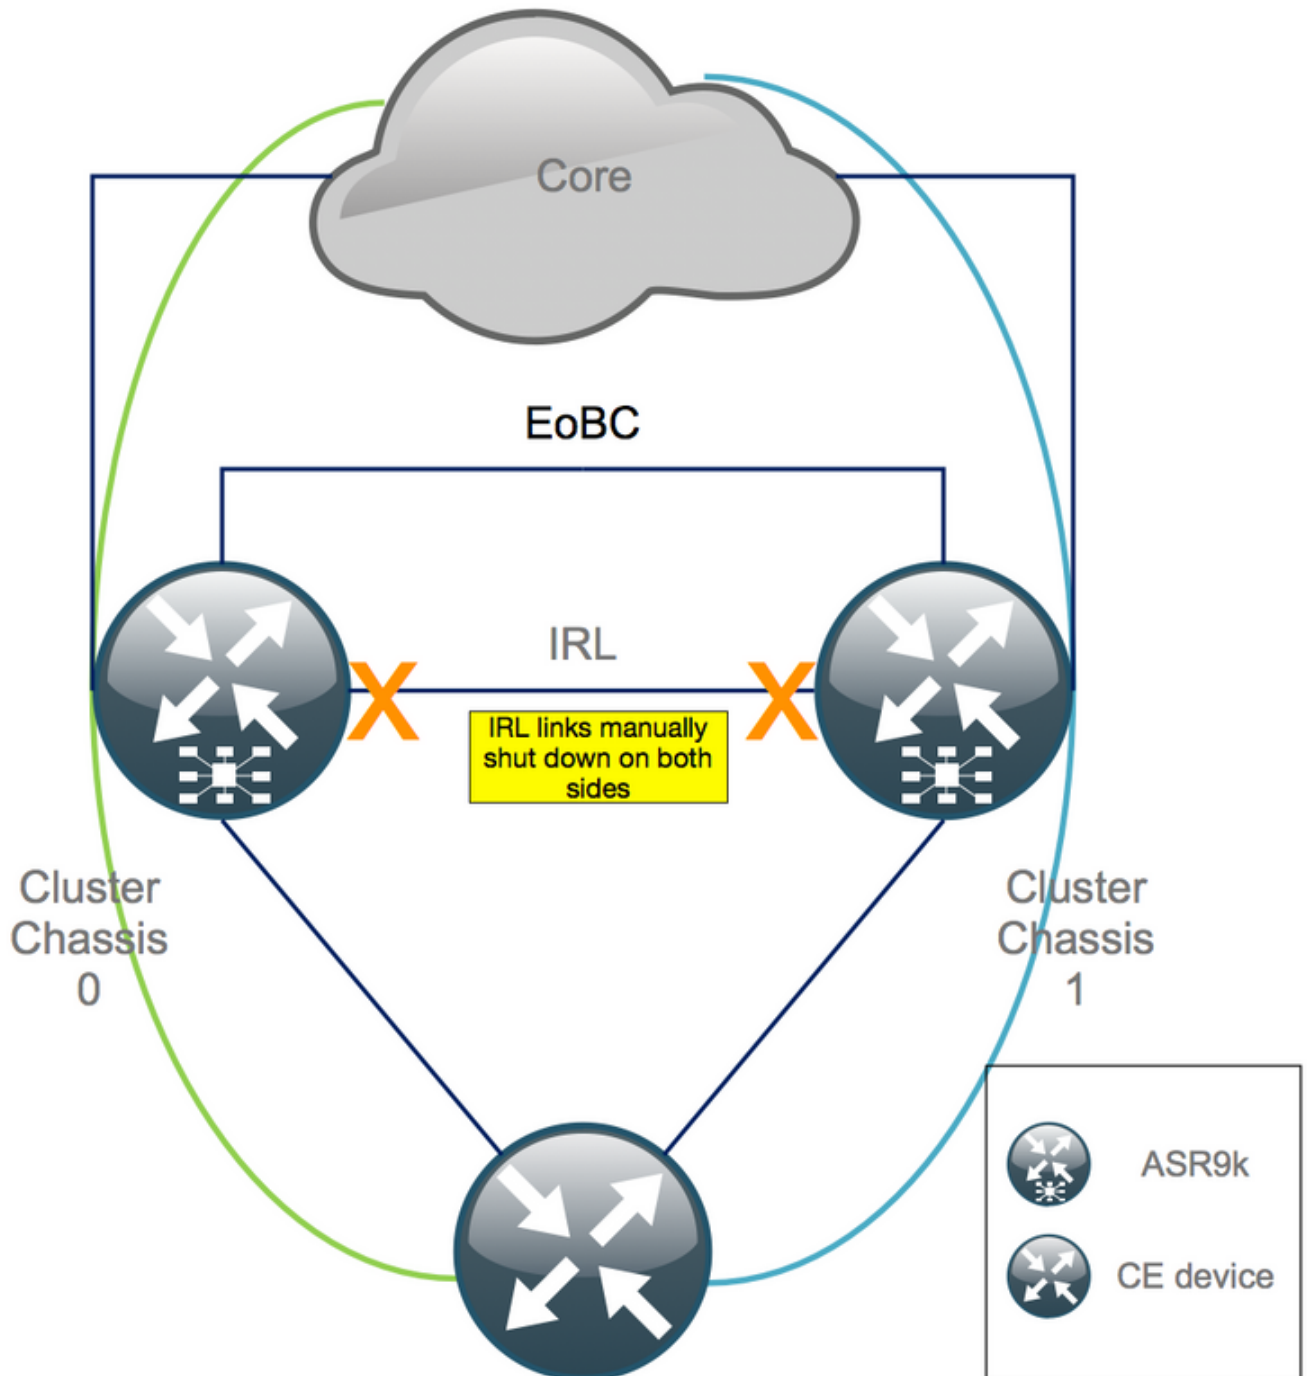 Core
EoBC
IRL
IRL links manually
shut down on both
sides
Cluster
Chassis
0
Cluster
Chassis
1
ASR9k
CE device